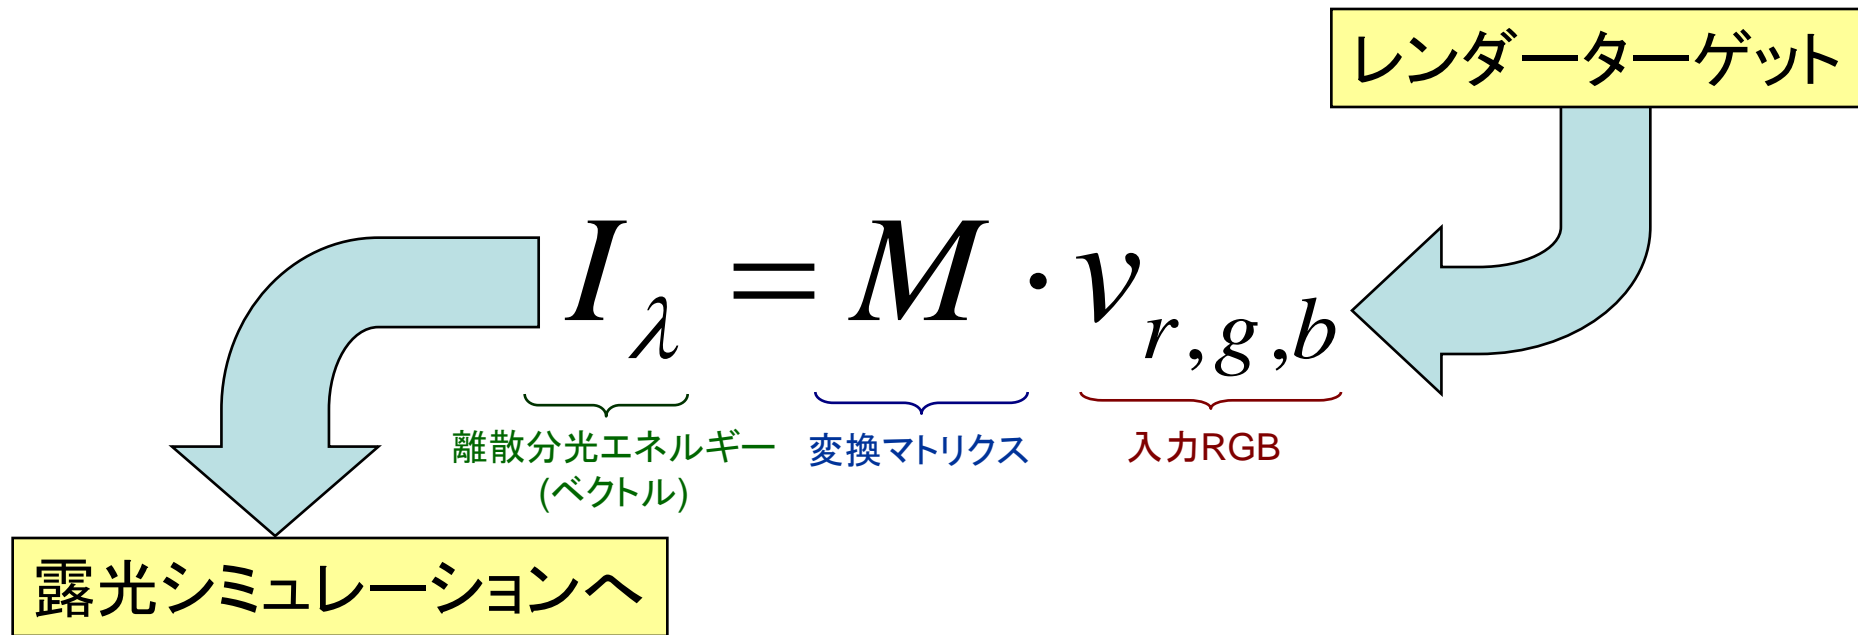 レンダーターゲット
I_λ = M · v_{r,g,b}
離散分光エネルギー
(ベクトル)
変換マトリクス
入力RGB
露光シミュレーションへ